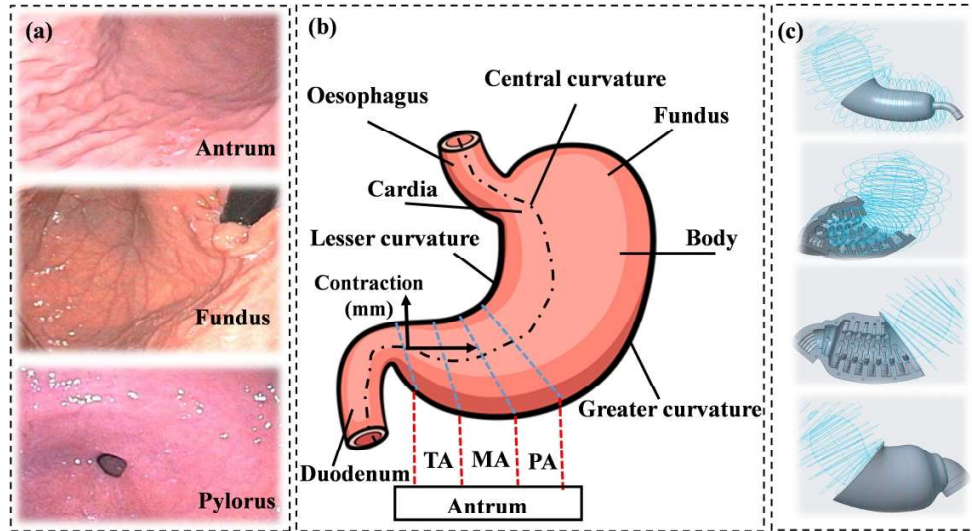 (a)
Antrum
Fundus
Pylorus
(b)
Central curvature
Oesophagus
Fundus
Cardia
Lesser curvature
Body
Contraction
(mm)
Greater curvature
Duodenum
TA
MA
PA
Antrum
(c)